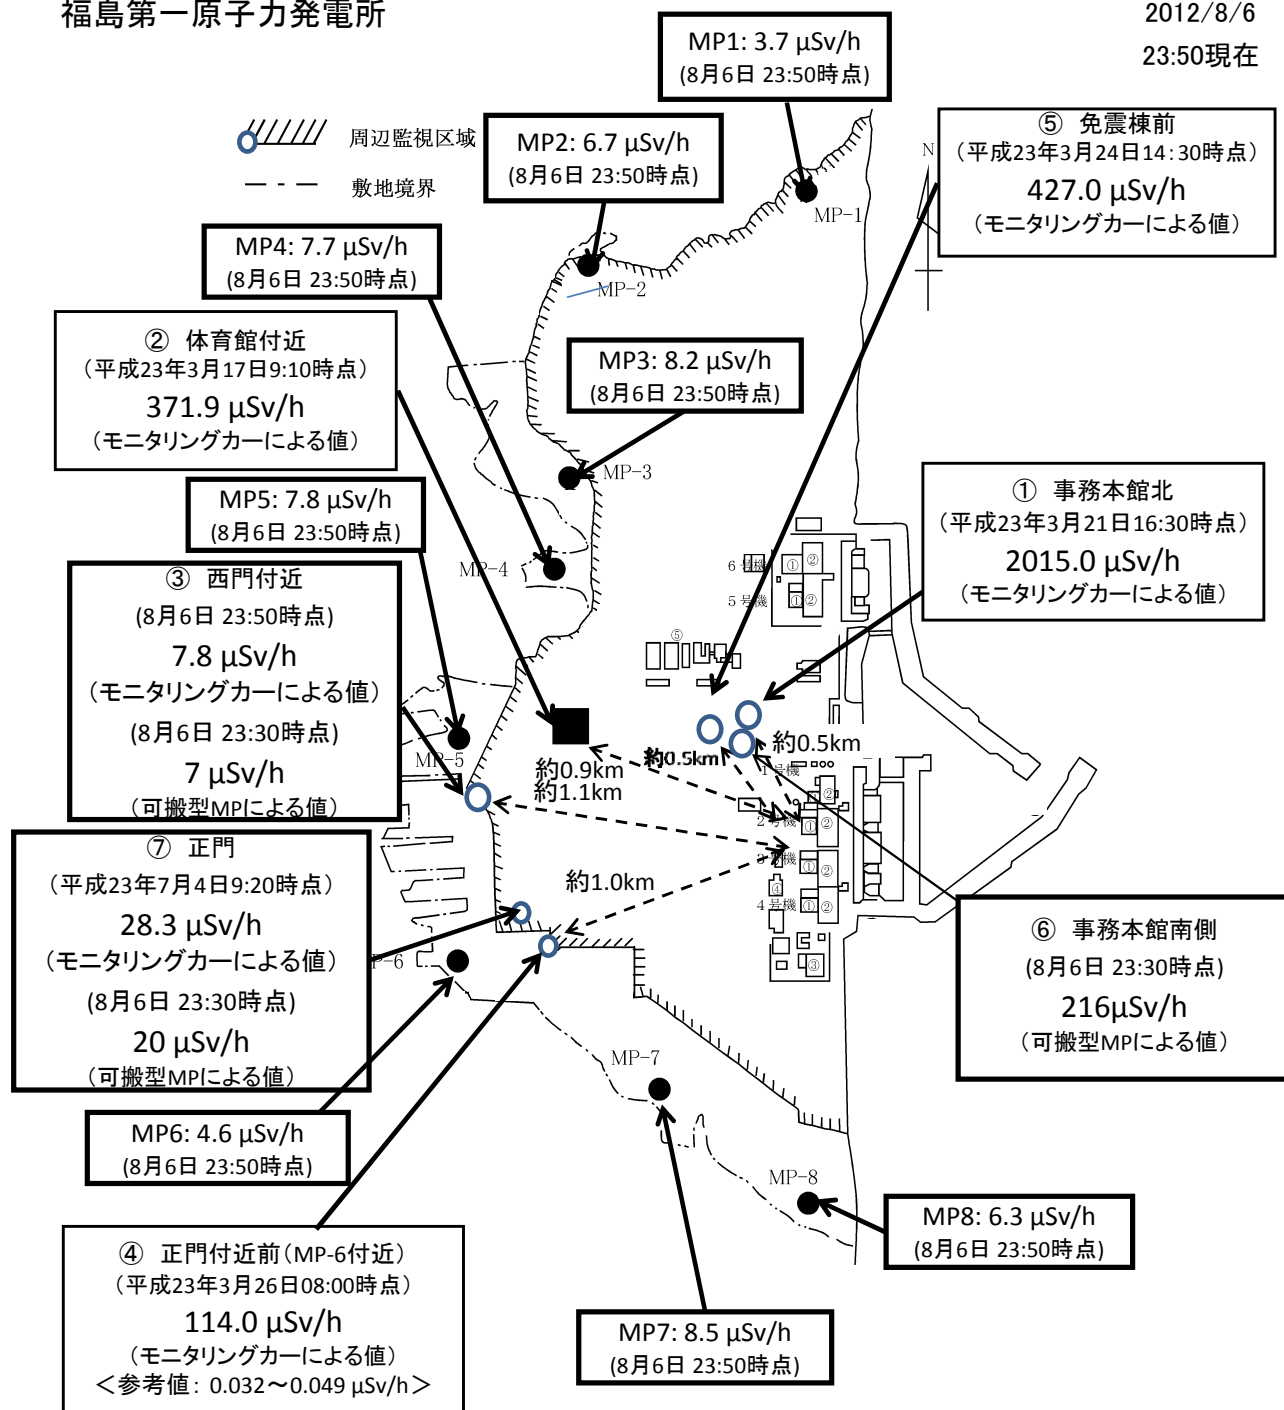 福島第一原子力発電所
2012/8/6
23:50現在
MP1: 3.7 μSv/h
(8月6日 23:50時点)
周辺監視区域
敷地境界
MP2: 6.7 μSv/h
(8月6日 23:50時点)
⑤ 免震棟前
(平成23年3月24日14:30時点)
427.0 μSv/h
(モニタリングカーによる値)
N
MP-1
MP4: 7.7 μSv/h
(8月6日 23:50時点)
MP-2
② 体育館付近
(平成23年3月17日9:10時点)
371.9 μSv/h
(モニタリングカーによる値)
MP3: 8.2 μSv/h
(8月6日 23:50時点)
MP-3
MP5: 7.8 μSv/h
(8月6日 23:50時点)
① 事務本館北
(平成23年3月21日16:30時点)
2015.0 μSv/h
(モニタリングカーによる値)
MP-4
6号機
① ②
5号機
① ②
③ 西門付近
(8月6日 23:50時点)
7.8 μSv/h
(モニタリングカーによる値)
(8月6日 23:30時点)
7 μSv/h
(可搬型MPによる値)
⑤
MP-5
約0.9km
約1.1km
約0.5km
約0.5km
1号機
① ②
2号機
① ②
3号機
① ②
④
4号機
① ②
③
約1.0km
⑦ 正門
(平成23年7月4日9:20時点)
28.3 μSv/h
(モニタリングカーによる値)
(8月6日 23:30時点)
20 μSv/h
(可搬型MPによる値)
P-6
⑥ 事務本館南側
(8月6日 23:30時点)
216μSv/h
(可搬型MPによる値)
MP-7
MP6: 4.6 μSv/h
(8月6日 23:50時点)
MP-8
MP8: 6.3 μSv/h
(8月6日 23:50時点)
④ 正門付近前(MP-6付近)
(平成23年3月26日08:00時点)
114.0 μSv/h
(モニタリングカーによる値)
<参考値: 0.032~0.049 μSv/h>
MP7: 8.5 μSv/h
(8月6日 23:50時点)